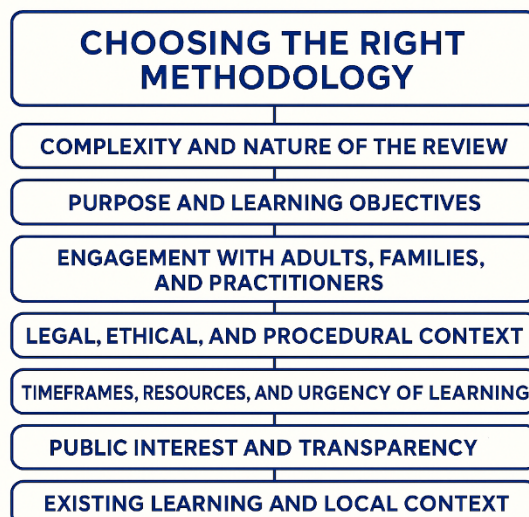 CHOOSING THE RIGHT
METHODOLOGY
COMPLEXITY AND NATURE OF THE REVIEW
PURPOSE AND LEARNING OBJECTIVES
ENGAGEMENT WITH ADULTS, FAMILIES,
AND PRACTITIONERS
LEGAL, ETHICAL, AND PROCEDURAL CONTEXT
TIMEFRAMES, RESOURCES, AND URGENCY OF LEARNING
PUBLIC INTEREST AND TRANSPARENCY
EXISTING LEARNING AND LOCAL CONTEXT